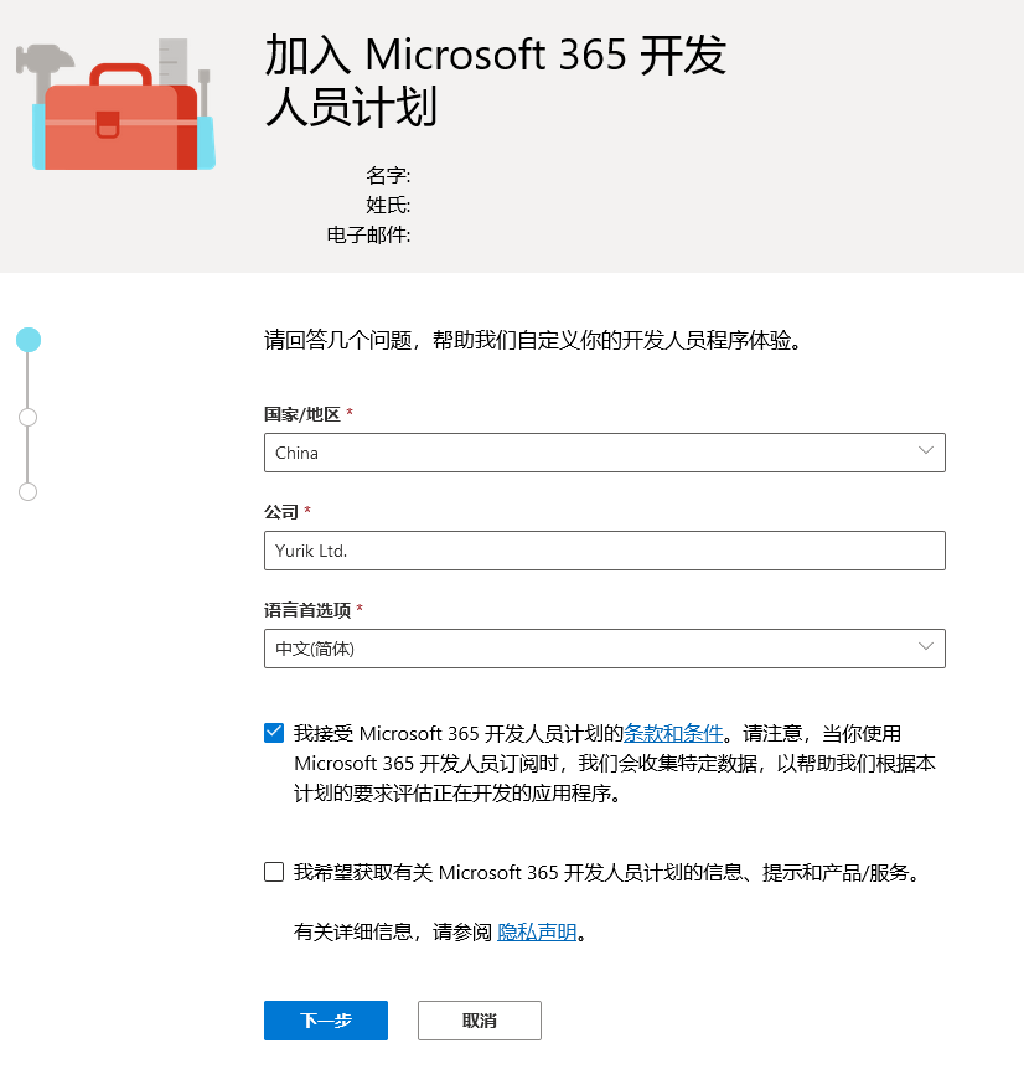 加入 Microsoft 365 开发
人员计划
名字:
姓氏:
电子邮件:
请回答几个问题，帮助我们自定义你的开发人员程序体验。
国家/地区 *
China
公司 *
Yurik Ltd.
语言首选项 *
中文(简体)
我接受 Microsoft 365 开发人员计划的条款和条件。请注意，当你使用
Microsoft 365 开发人员订阅时，我们会收集特定数据，以帮助我们根据本
计划的要求评估正在开发的应用程序。
我希望获取有关 Microsoft 365 开发人员计划的信息、提示和产品/服务。
有关详细信息，请参阅 隐私声明。
下一步 取消